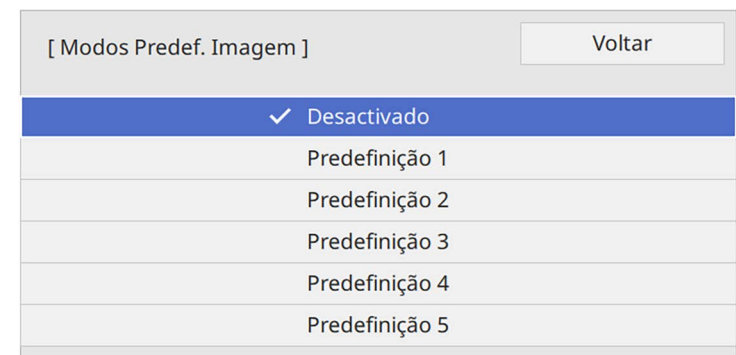 [ Modos Predef. Imagem ]
Voltar
Desactivado
Predefinição 1
Predefinição 2
Predefinição 3
Predefinição 4
Predefinição 5